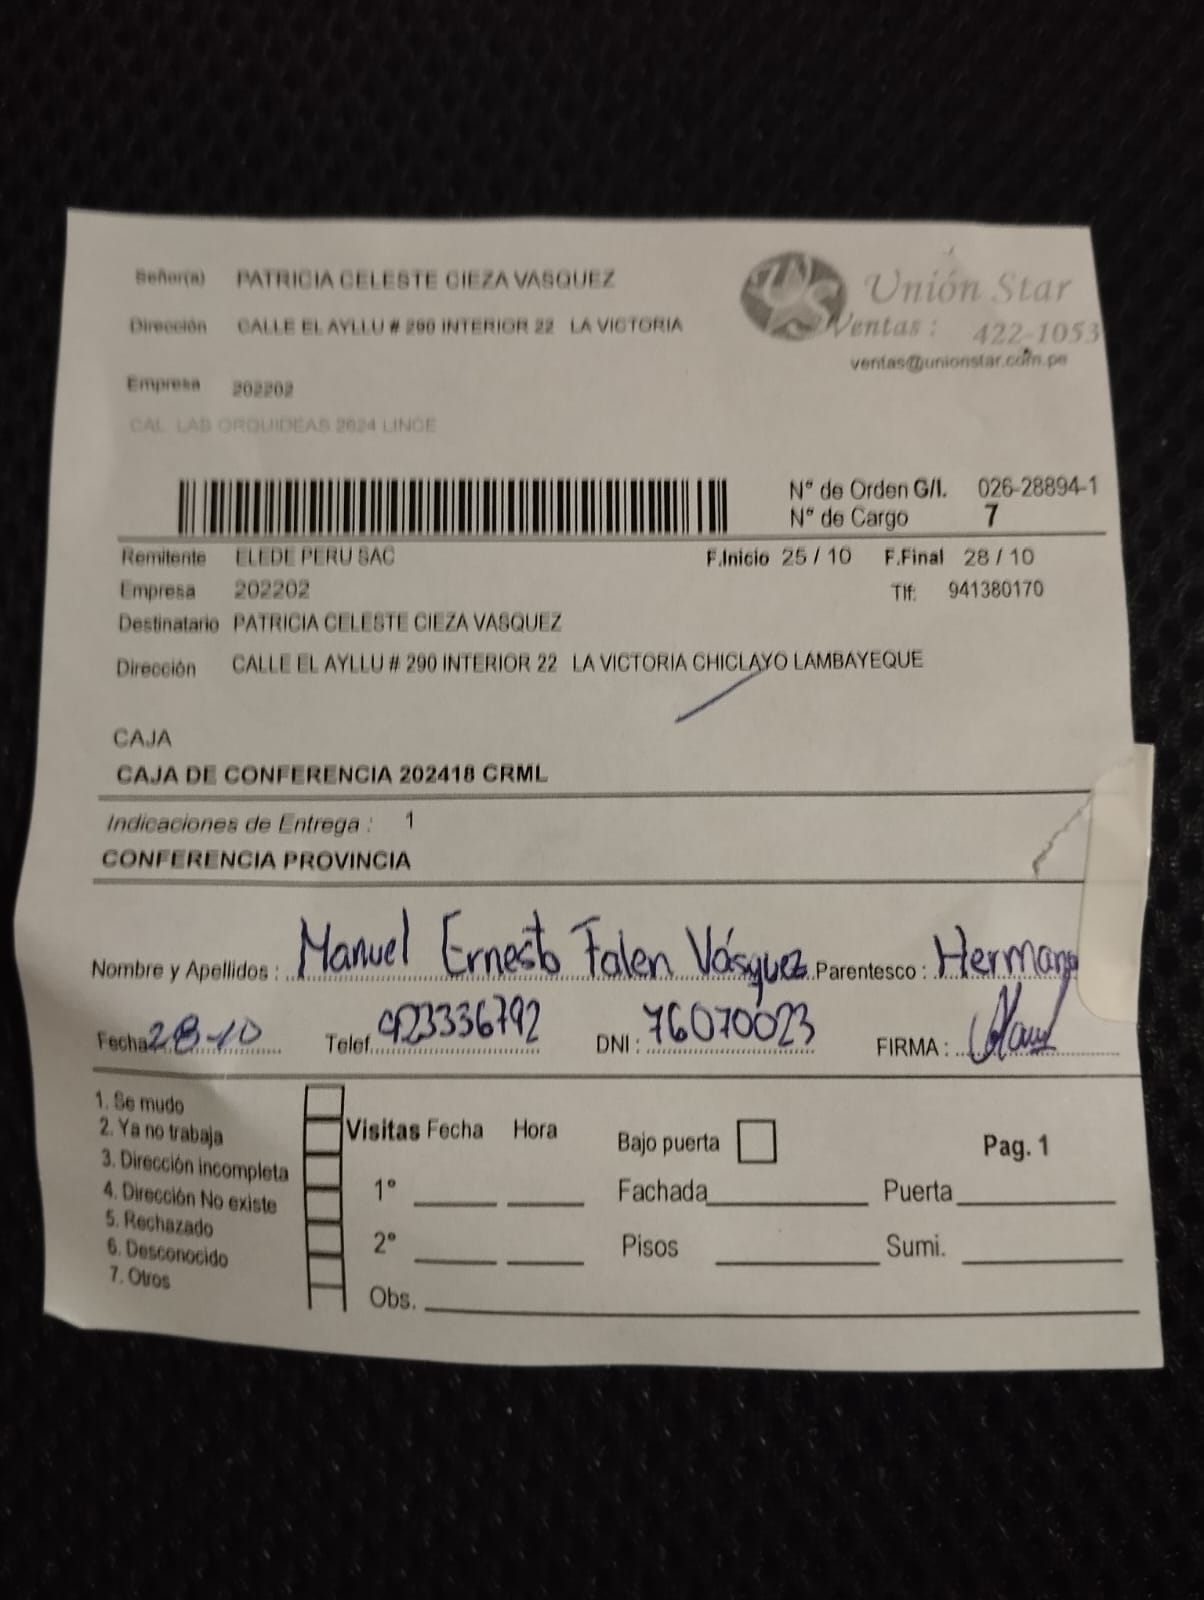 Señor(a) PATRICIA CELESTE CIEZA VASQUEZ
Dirección CALLE EL AYLLU # 290 INTERIOR 22 LA VICTORIA
Empresa 202202
CAL LAS ORQUIDEAS 2624 LINCE
Unión Star
Ventas : 422-1053
ventas@unionstar.com.pe
N° de Orden G/I. 026-28894-1
N° de Cargo 7
Remitente ELEDE PERU SAC F.Inicio 25 / 10 F.Final 28 / 10
Empresa 202202 Tlf: 941380170
Destinatario PATRICIA CELESTE CIEZA VASQUEZ
Dirección CALLE EL AYLLU # 290 INTERIOR 22 LA VICTORIA CHICLAYO LAMBAYEQUE
CAJA
CAJA DE CONFERENCIA 202418 CRML
Indicaciones de Entrega : 1
CONFERENCIA PROVINCIA
Nombre y Apellidos : Manuel Ernesto Falen Vásquez Parentesco : Hermano
Fecha 28-10 Telef. 923336792 DNI : 76070023 FIRMA :
1. Se mudo
2. Ya no trabaja
3. Dirección incompleta
4. Dirección No existe
5. Rechazado
6. Desconocido
7. Otros
Visitas Fecha Hora
1°
2°
Obs.
Bajo puerta Pag. 1
Fachada Puerta
Pisos Sumi.